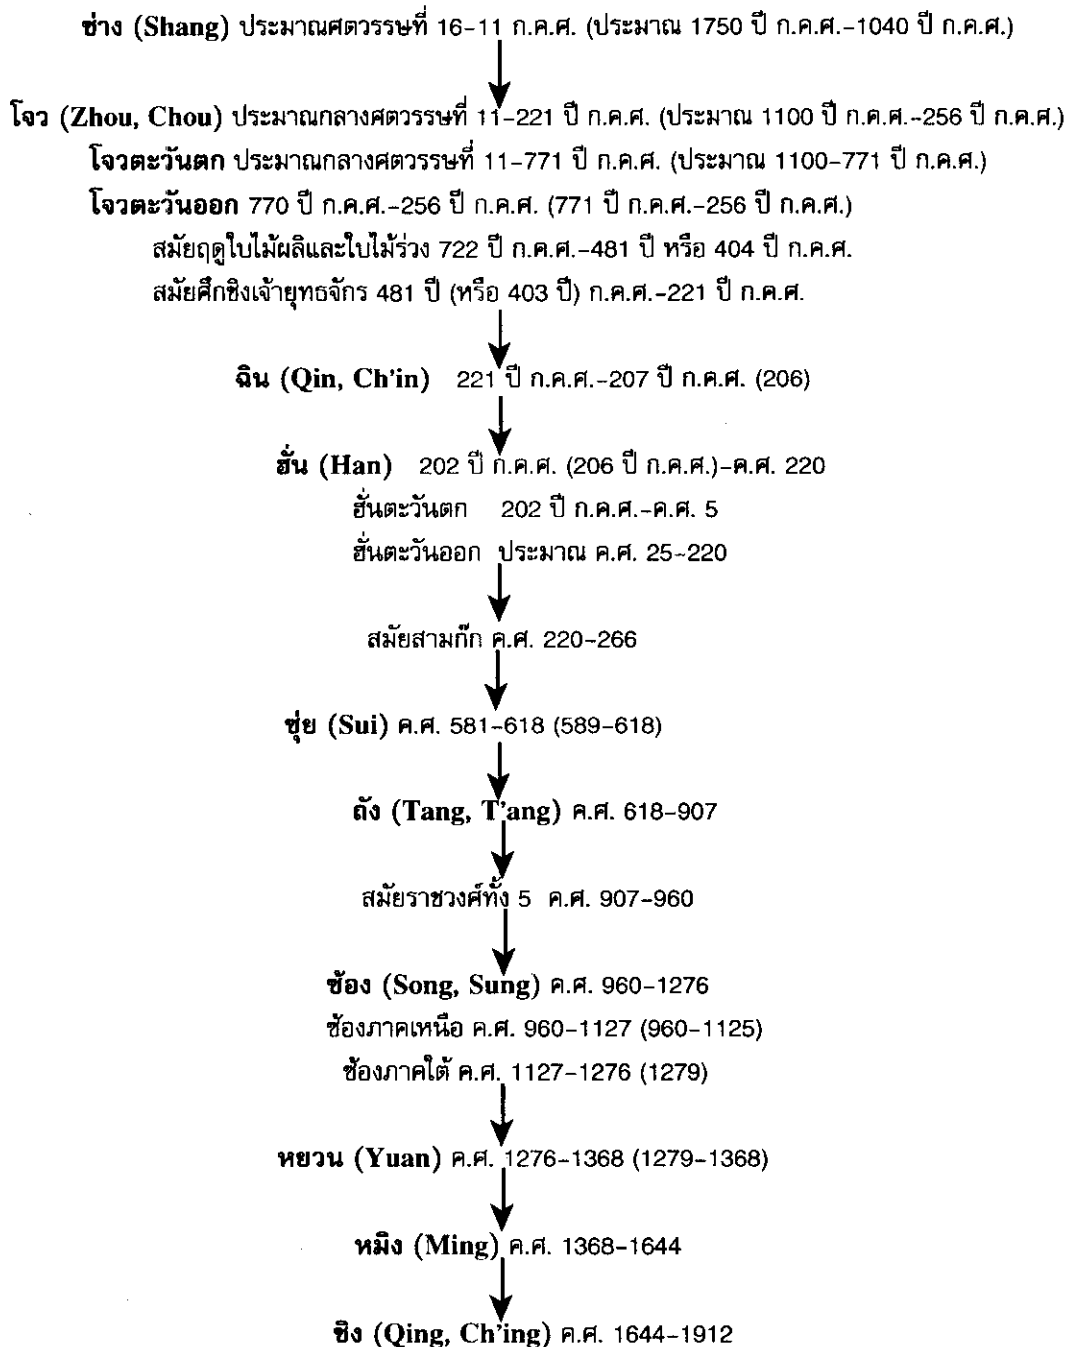 ช่าง (Shang) ประมาณศตวรรษที่ 16-11 ก.ค.ศ. (ประมาณ 1750 ปี ก.ค.ศ.-1040 ปี ก.ค.ศ.)
โจว (Zhou, Chou) ประมาณกลางศตวรรษที่ 11-221 ปี ก.ค.ศ. (ประมาณ 1100 ปี ก.ค.ศ.-256 ปี ก.ค.ศ.)
โจวตะวันตก ประมาณกลางศตวรรษที่ 11-771 ปี ก.ค.ศ. (ประมาณ 1100-771 ปี ก.ค.ศ.)
โจวตะวันออก 770 ปี ก.ค.ศ.-256 ปี ก.ค.ศ. (771 ปี ก.ค.ศ.-256 ปี ก.ค.ศ.)
สมัยฤดูใบไม้ผลิและใบไม้ร่วง 722 ปี ก.ค.ศ.-481 ปี หรือ 404 ปี ก.ค.ศ.
สมัยศึกชิงเจ้ายุทธจักร 481 ปี (หรือ 403 ปี) ก.ค.ศ.-221 ปี ก.ค.ศ.
ฉิน (Qin, Ch'in) 221 ปี ก.ค.ศ.-207 ปี ก.ค.ศ. (206)
ฮั่น (Han) 202 ปี ก.ค.ศ. (206 ปี ก.ค.ศ.)-ค.ศ. 220
ฮั่นตะวันตก 202 ปี ก.ค.ศ.-ค.ศ. 5
ฮั่นตะวันออก ประมาณ ค.ศ. 25-220
สมัยสามก๊ก ค.ศ. 220-266
ซุ่ย (Sui) ค.ศ. 581-618 (589-618)
ถัง (Tang, T'ang) ค.ศ. 618-907
สมัยราชวงศ์ทั้ง 5 ค.ศ. 907-960
ซ้อง (Song, Sung) ค.ศ. 960-1276
ซ้องภาคเหนือ ค.ศ. 960-1127 (960-1125)
ซ้องภาคใต้ ค.ศ. 1127-1276 (1279)
หยวน (Yuan) ค.ศ. 1276-1368 (1279-1368)
หมิง (Ming) ค.ศ. 1368-1644
ชิง (Qing, Ch'ing) ค.ศ. 1644-1912